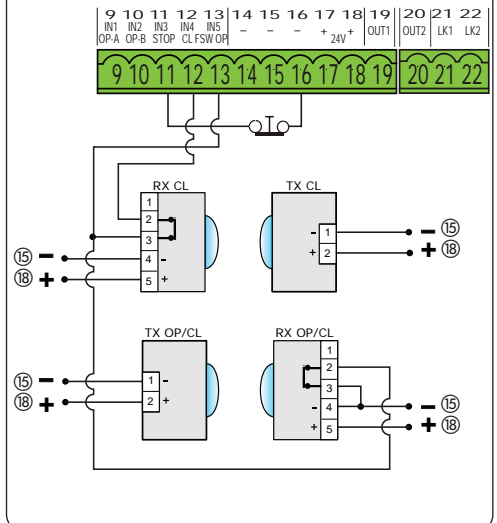 9 10 11 12 13 14 15 16 17 18 19 20 21 22
IN1 IN2 IN3 IN4 IN5 - - - + 24V + OUT1 OUT2 LK1 LK2
OP-A OP-B STOP CL FSW OP
9 10 11 12 13 14 15 16 17 18 19 20 21 22
RX CL
1
2
3
4 -
5 +
⑮ -
⑱ +
TX CL
- 1
+ 2
- ⑮
+ ⑱
TX OP/CL
1 -
2 +
⑮ -
⑱ +
RX OP/CL
1
2
3
- 4
+ 5
- ⑮
+ ⑱